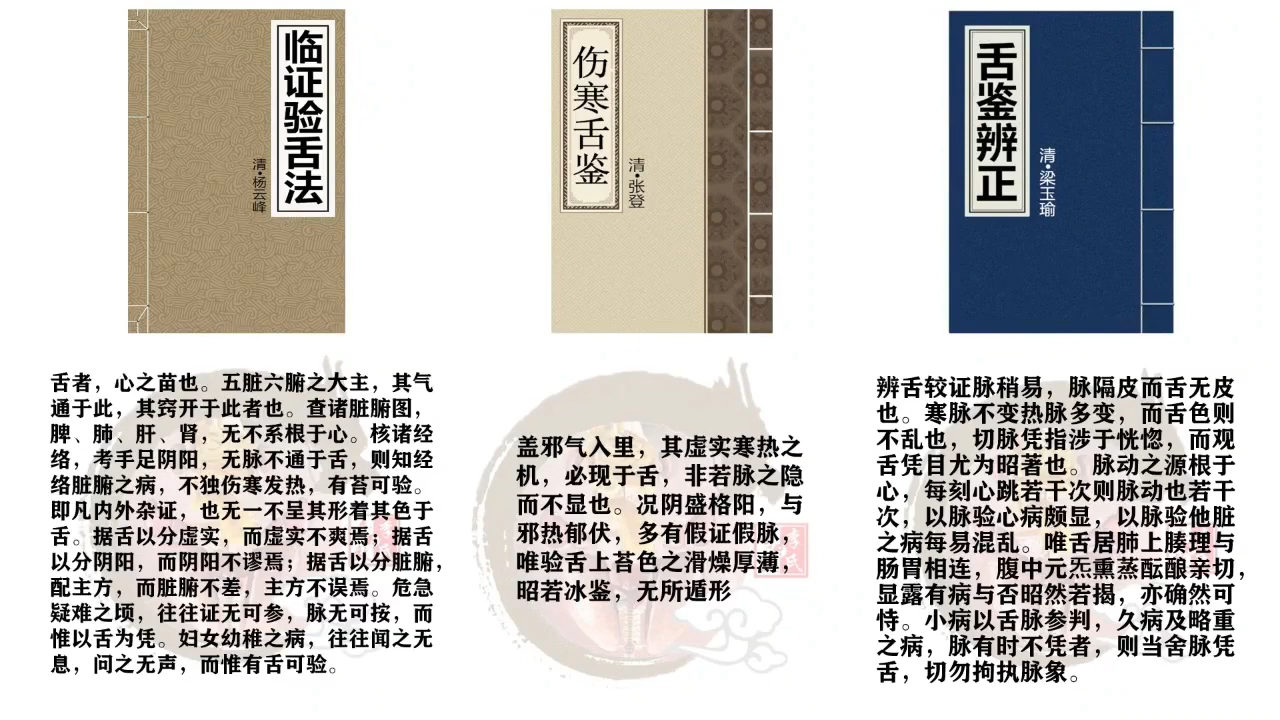 临证验舌法
清·杨云峰
舌者，心之苗也。五脏六腑之大主，其气
通于此，其窍开于此者也。查诸脏腑图，
脾、肺、肝、肾，无不系根于心。核诸经
络，考手足阴阳，无脉不通于舌，则知经
络脏腑之病，不独伤寒发热，有苔可验。
即凡内外杂证，也无一不呈其形着其色于
舌。据舌以分虚实，而虚实不爽焉；据舌
以分阴阳，而阴阳不谬焉；据舌以分脏腑，
配主方，而脏腑不差，主方不误焉。危急
疑难之顷，往往证无可参，脉无可按，而
惟以舌为凭。妇女幼稚之病，往往闻之无
息，问之无声，而惟有舌可验。
伤寒舌鉴
清·张登
盖邪气入里，其虚实寒热之
机，必现于舌，非若脉之隐
而不显也。况阴盛格阳，与
邪热郁伏，多有假证假脉，
唯验舌上苔色之滑燥厚薄，
昭若冰鉴，无所遁形
舌鉴辨正
清·梁玉瑜
辨舌较证脉稍易，脉隔皮而舌无皮
也。寒脉不变热脉多变，而舌色则
不乱也，切脉凭指涉于恍惚，而观
舌凭目尤为昭著也。脉动之源根于
心，每刻心跳若干次则脉动也若干
次，以脉验心病颇显，以脉验他脏
之病每易混乱。唯舌居肺上腠理与
肠胃相连，腹中元炁熏蒸酝酿亲切，
显露有病与否昭然若揭，亦确然可
恃。小病以舌脉参判，久病及略重
之病，脉有时不凭者，则当舍脉凭
舌，切勿拘执脉象。